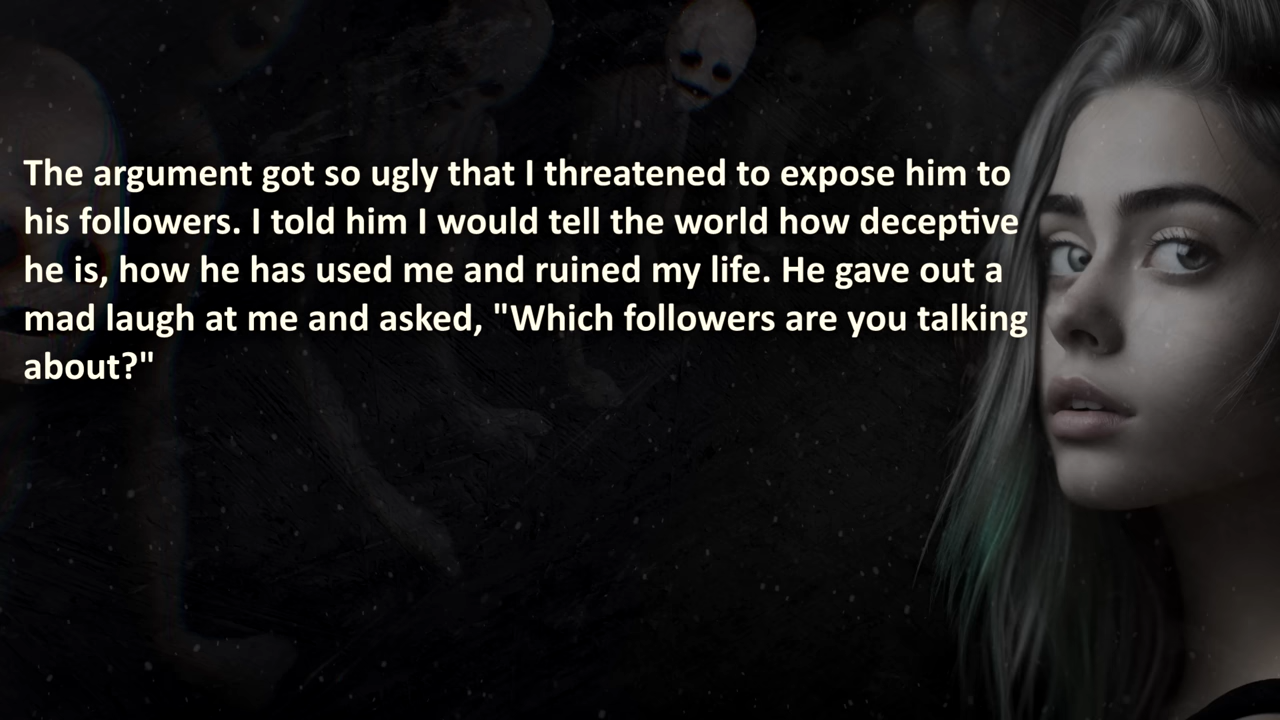 The argument got so ugly that I threatened to expose him to
his followers. I told him I would tell the world how deceptive
he is, how he has used me and ruined my life. He gave out a
mad laugh at me and asked, "Which followers are you talking
about?"